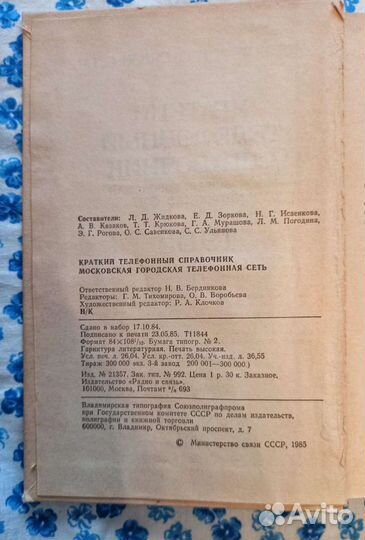 Составители: Л. Д. Жидкова, Е. Д. Зоркова, Н. Г. Исаенкова,
А. В. Казаков, Т. Т. Крюкова, Г. А. Мурашова, Л. М. Погодина,
Э. Г. Рогова, О. С. Савенкова, С. С. Ульянова
КРАТКИЙ ТЕЛЕФОННЫЙ СПРАВОЧНИК
МОСКОВСКАЯ ГОРОДСКАЯ ТЕЛЕФОННАЯ СЕТЬ
Ответственный редактор Н. В. Бердникова
Редакторы: Г. М. Тихомирова, О. В. Воробьева
Художественный редактор Р. А. Клочков
Н/К
Сдано в набор 17.10.84.
Подписано к печати 23.05.85. Т11844
Формат 84×108¹/₁₆. Бумага типогр. № 2.
Гарнитура литературная. Печать высокая.
Усл. печ. л. 26,04. Усл. кр.-отт. 26,04. Уч.-изд. л. 36,55
Тираж 300 000 экз. 3-й завод (200 001—300 000)
Изд. № 21357. Зак. тип. № 992. Цена 1 р 30 к. Заказное.
Издательство «Радио и связь».
101000, Москва, Почтамт а/я 693
Владимирская типография Союзполиграфпрома
при Государственном комитете СССР по делам издательств,
полиграфии и книжной торговли
600000, г. Владимир, Октябрьский проспект, д. 7
© Министерство связи СССР, 1985
Avito